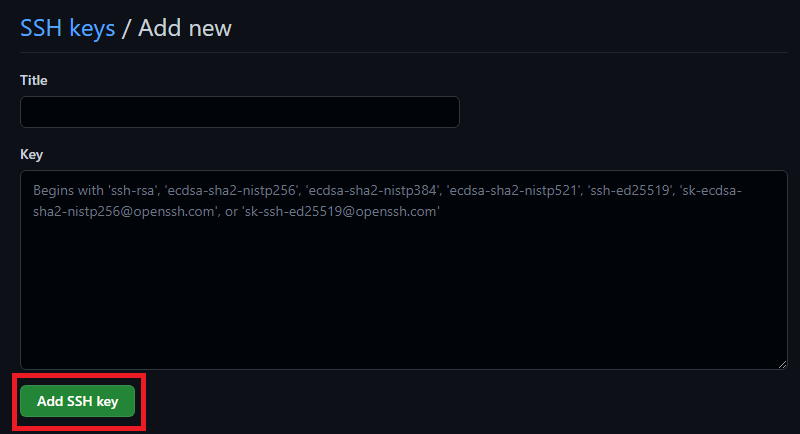 SSH keys / Add new
Title
Key
Begins with 'ssh-rsa', 'ecdsa-sha2-nistp256', 'ecdsa-sha2-nistp384', 'ecdsa-sha2-nistp521', 'ssh-ed25519', 'sk-ecdsa-
sha2-nistp256@openssh.com', or 'sk-ssh-ed25519@openssh.com'
Add SSH key